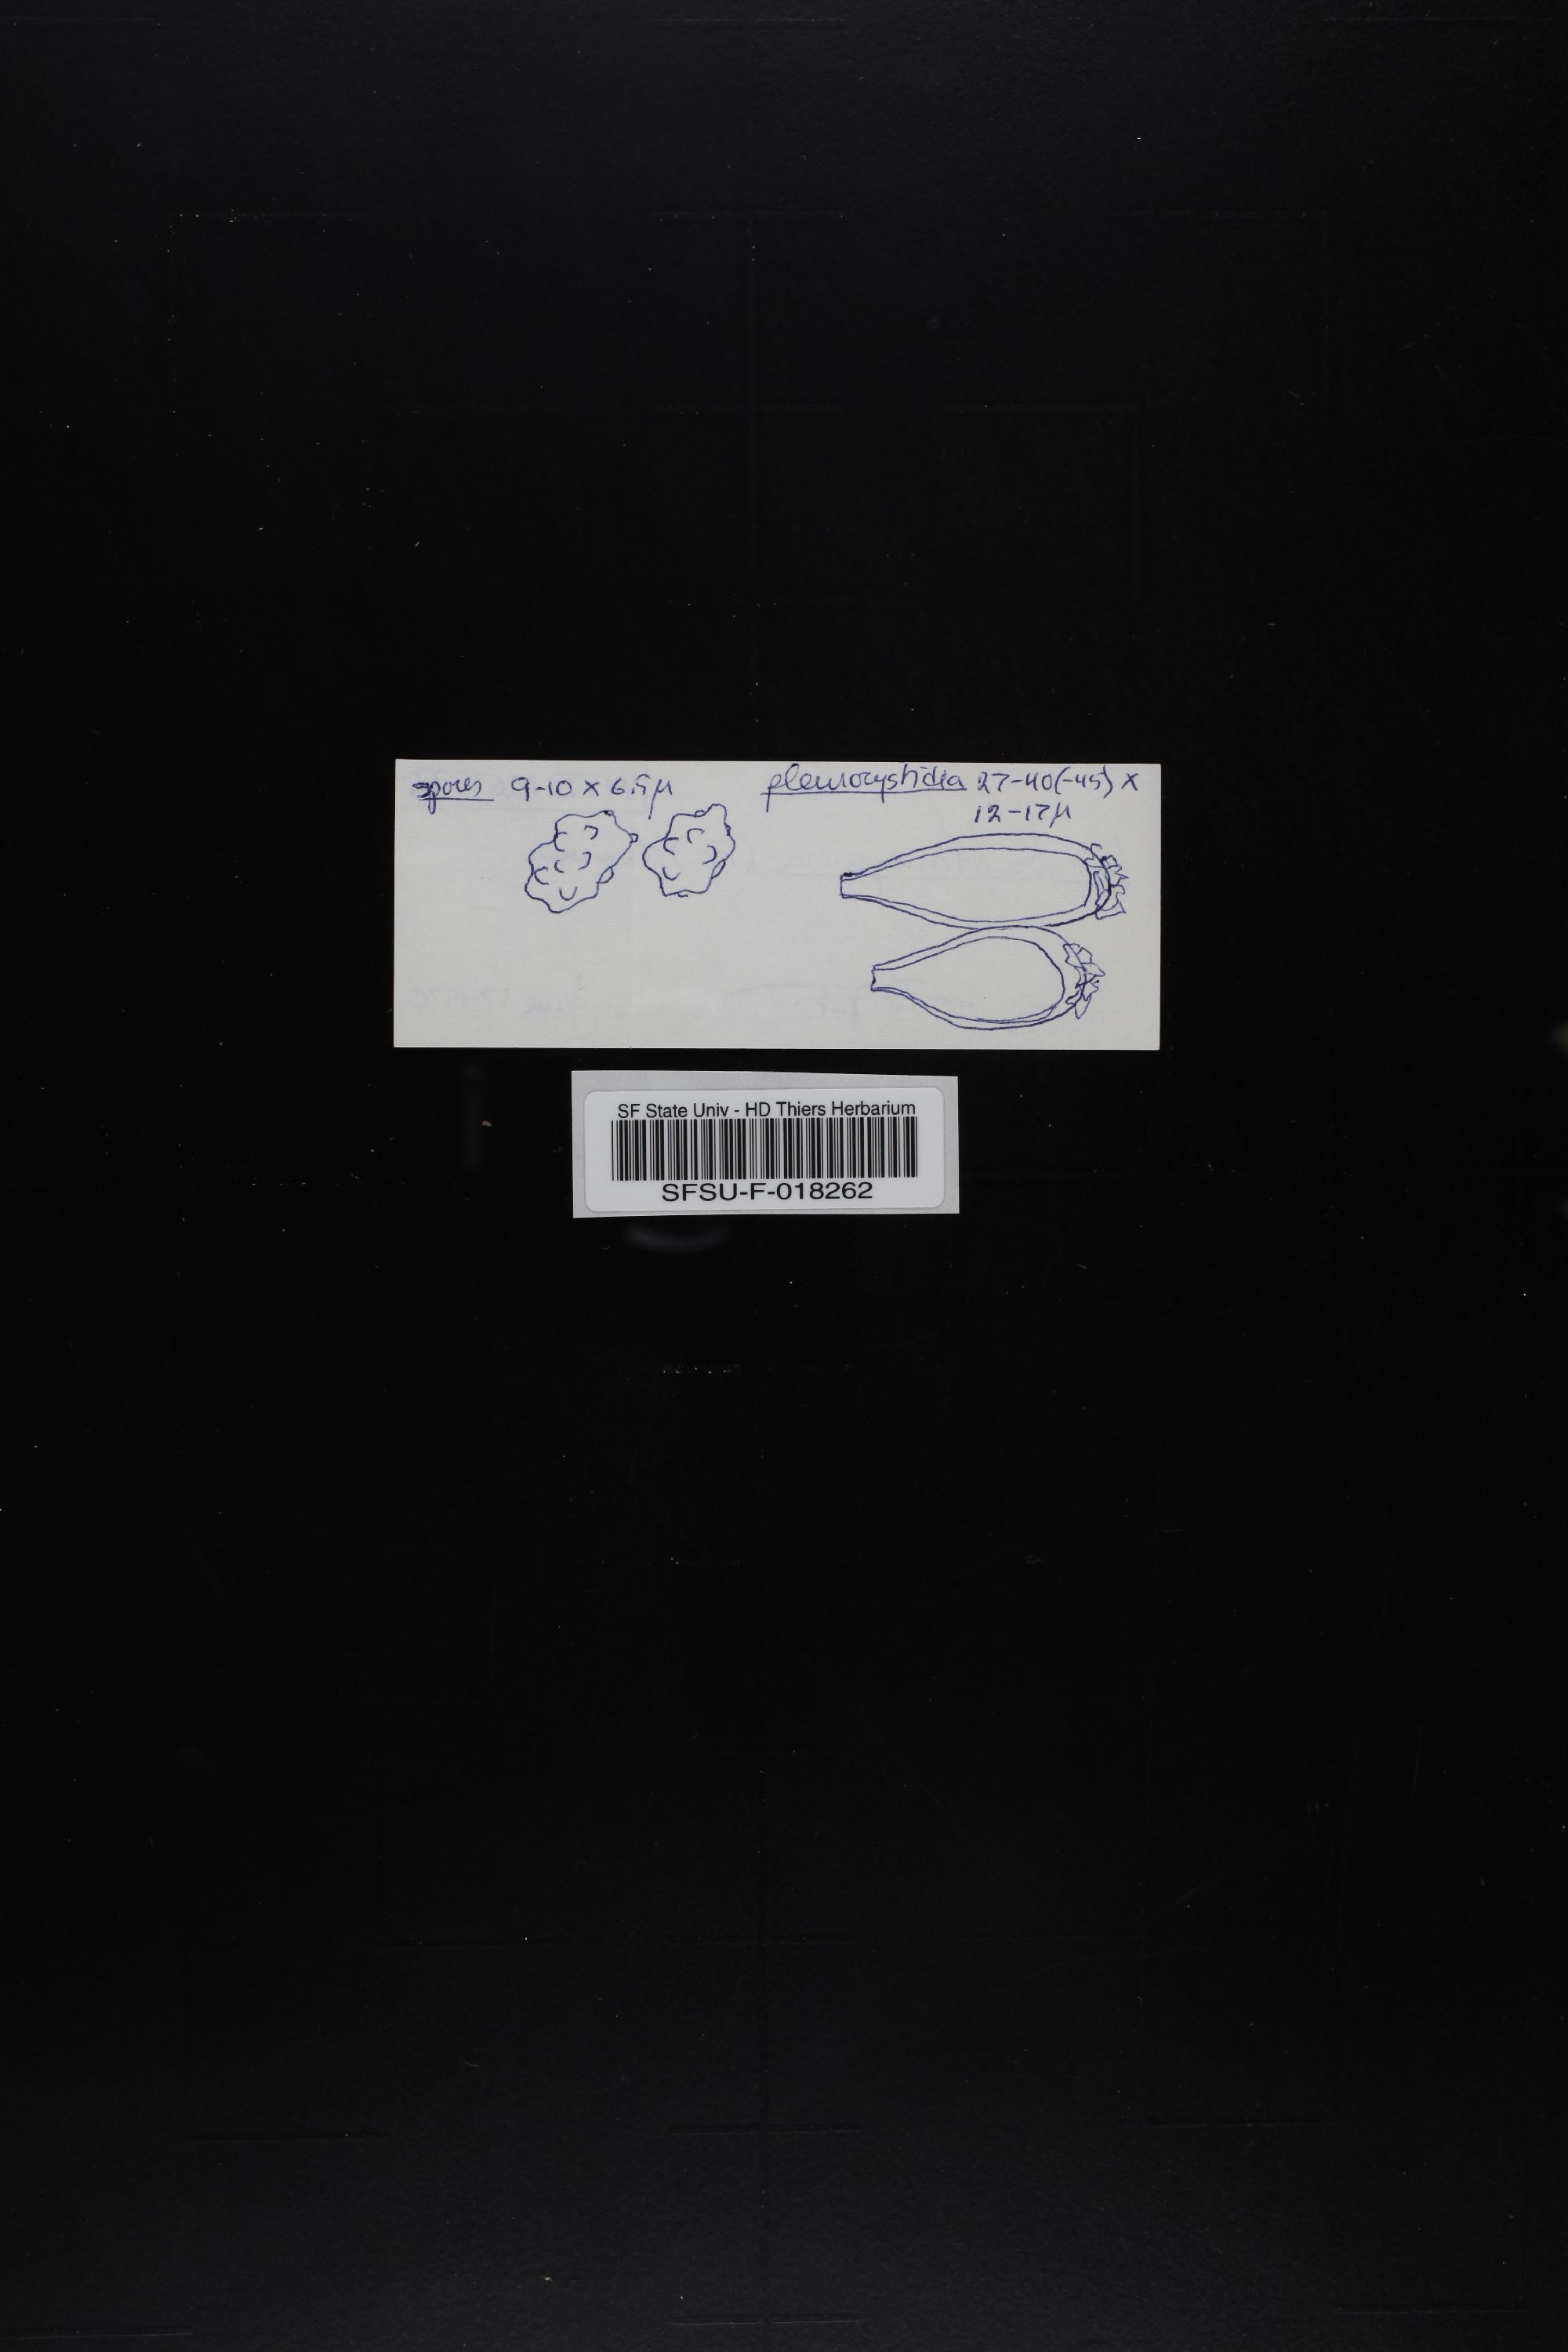 spores 9-10 x 6.5µ
pleurocystidia 27-40(-45) x
12-17µ
SF State Univ - HD Thiers Herbarium
SFSU-F-018262